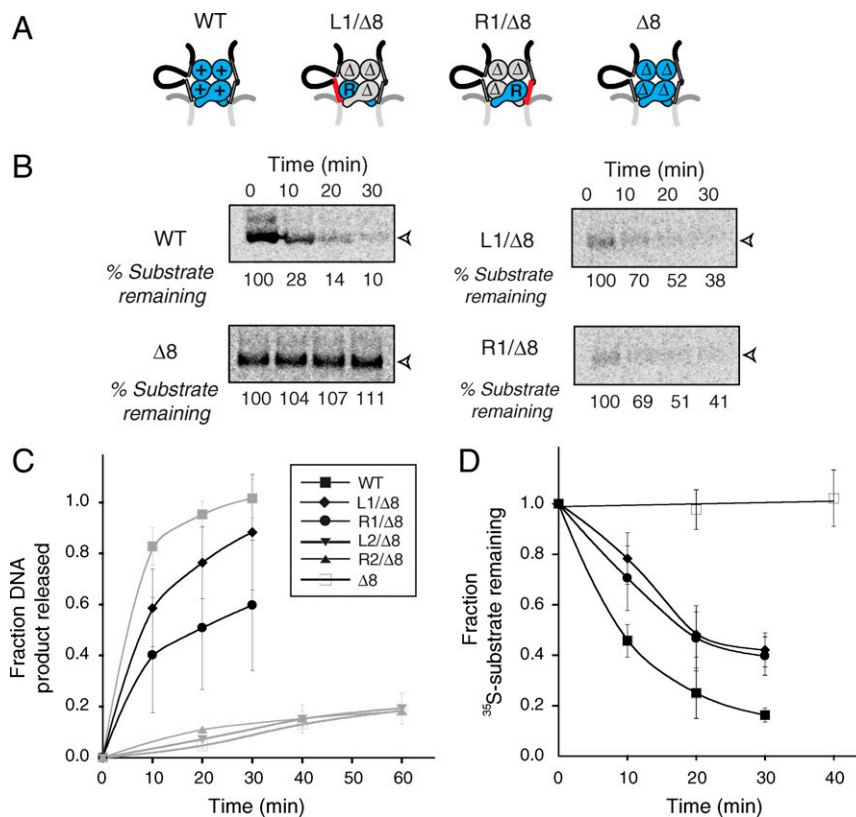 A
WT L1/Δ8 R1/Δ8 Δ8
+ + + +
Δ Δ R Δ
Δ Δ Δ R
Δ Δ Δ Δ
B
Time (min)
0 10 20 30
WT
% Substrate remaining 100 28 14 10
Δ8
% Substrate remaining 100 104 107 111
Time (min)
0 10 20 30
L1/Δ8
% Substrate remaining 100 70 52 38
R1/Δ8
% Substrate remaining 100 69 51 41
C
Fraction DNA product released
1.0
0.8
0.6
0.4
0.2
0.0
0 10 20 30 40 50 60
Time (min)
WT
L1/Δ8
R1/Δ8
L2/Δ8
R2/Δ8
Δ8
D
Fraction
³⁵S-substrate remaining
1.0
0.8
0.6
0.4
0.2
0.0
0 10 20 30 40
Time (min)